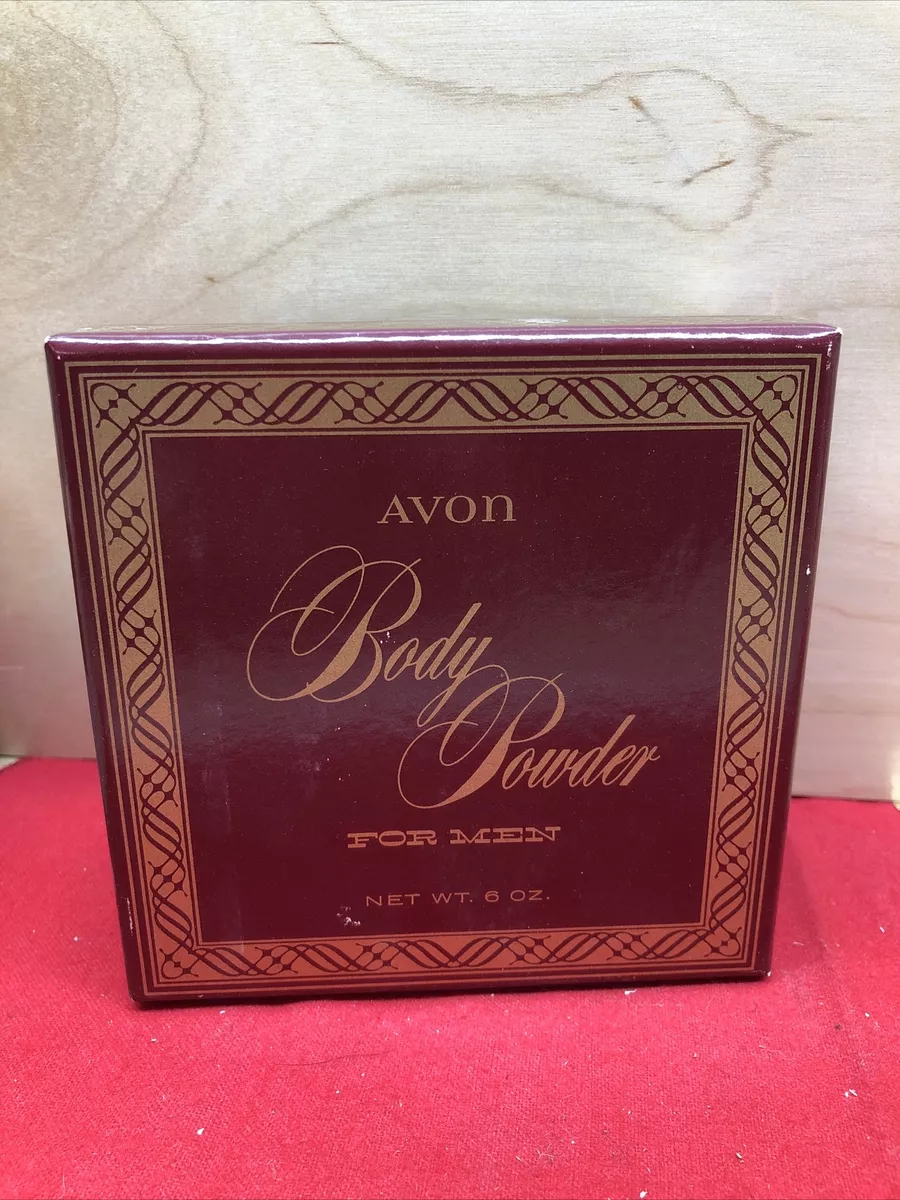 AVON
Body
Powder
FOR MEN
NET WT. 6 OZ.